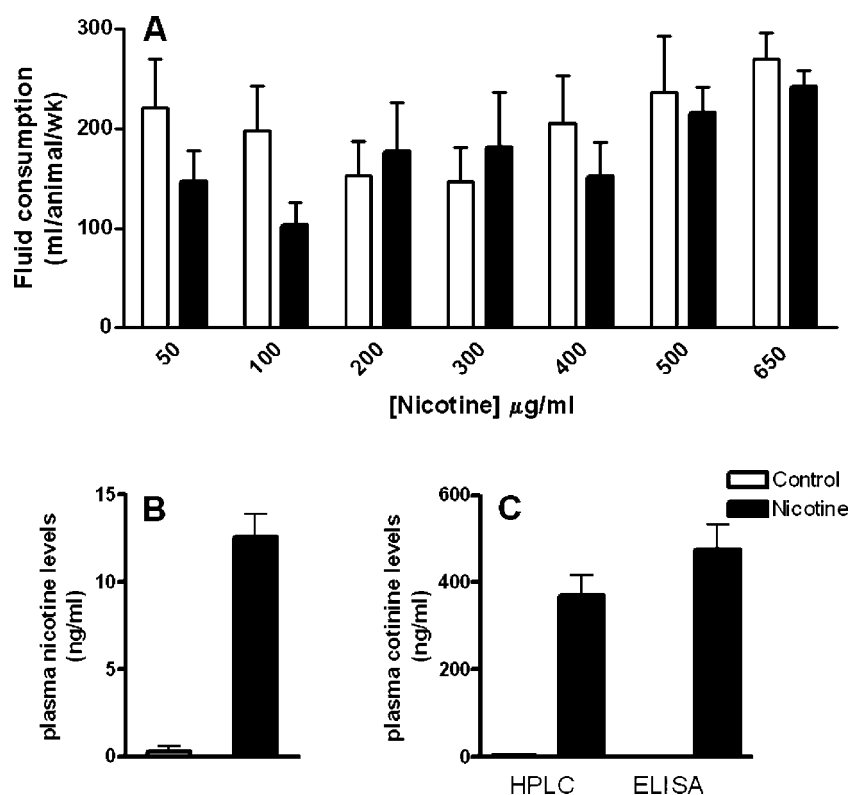 A
Fluid consumption
(ml/animal/wk)
300
200
100
0
50
100
200
300
400
500
650
[Nicotine] μg/ml
B
plasma nicotine levels
(ng/ml)
15
10
5
0
C
plasma cotinine levels
(ng/ml)
600
400
200
0
HPLC
ELISA
Control
Nicotine